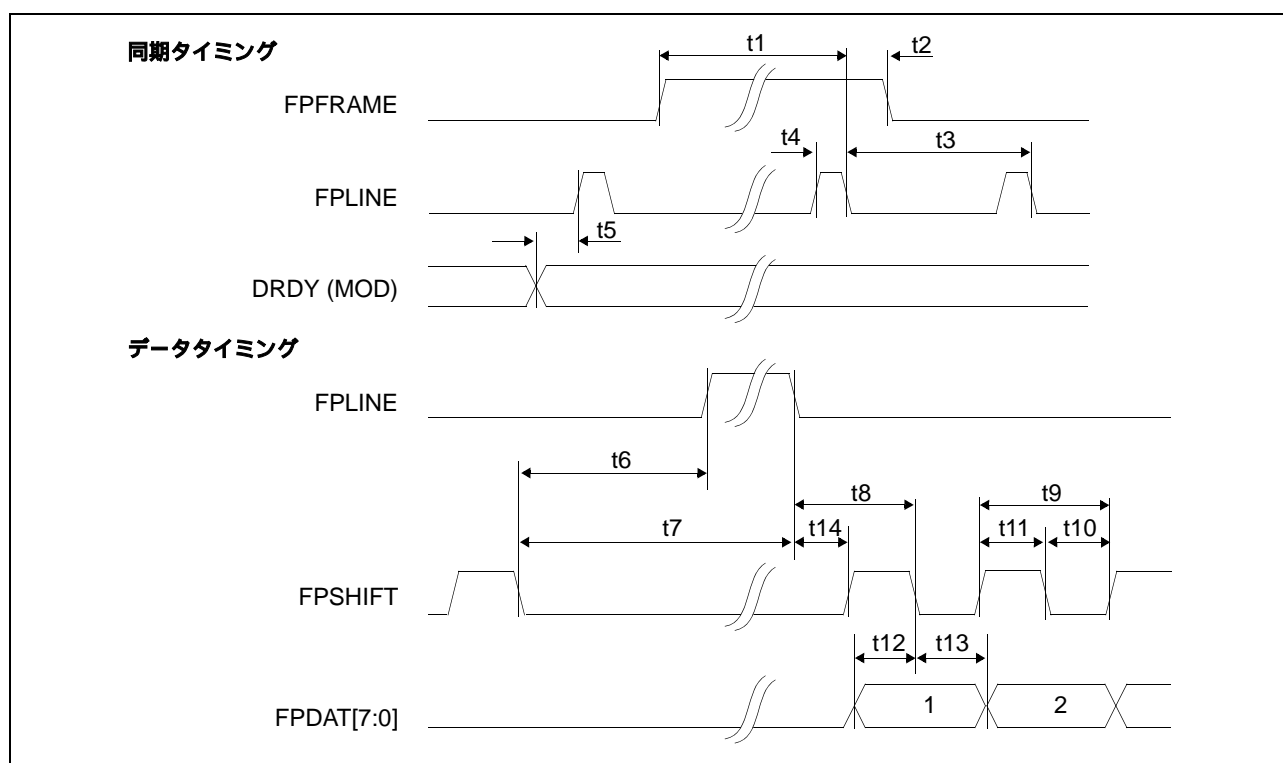 同期タイミング
t1
t2
FPFRAME
t4
t3
FPLINE
t5
DRDY (MOD)
データタイミング
FPLINE
t6
t8
t9
t7
t14
t11
t10
FPSHIFT
t12
t13
FPDAT[7:0]
1
2